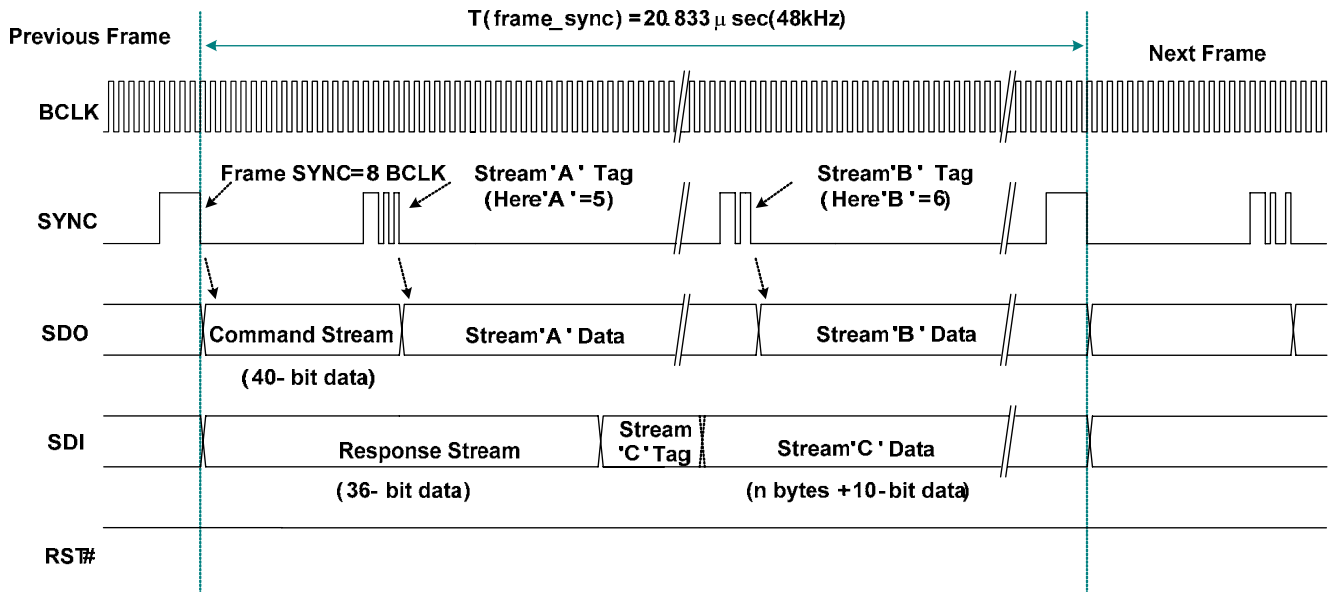 T(frame_sync) = 20.833 μ sec(48kHz)
Previous Frame
Next Frame
BCLK
Frame SYNC=8 BCLK
Stream 'A' Tag
(Here 'A' =5)
Stream 'B' Tag
(Here 'B' =6)
SYNC
SDO
Command Stream
Stream 'A' Data
Stream 'B' Data
(40- bit data)
SDI
Response Stream
Stream
'C' Tag
Stream 'C' Data
(36- bit data)
(n bytes +10-bit data)
RST#